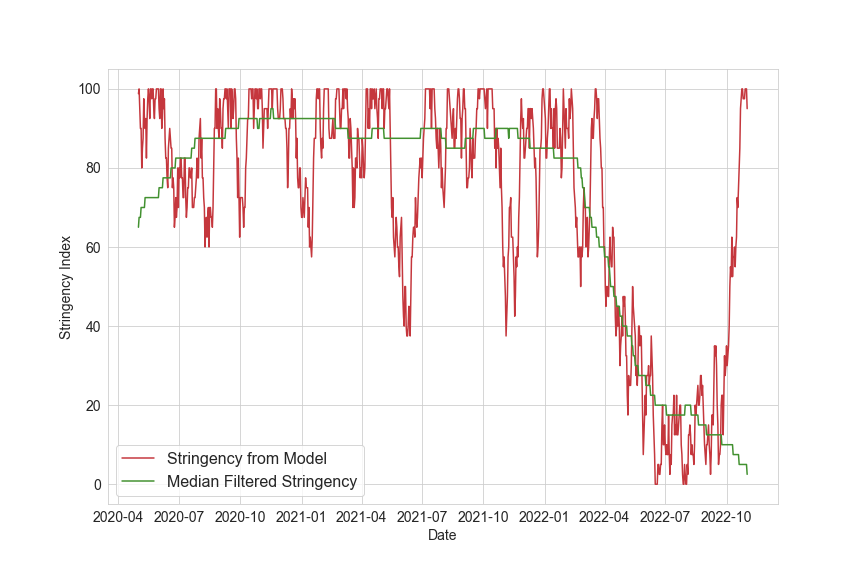 100
80
60
40
20
0
Stringency Index
Stringency from Model
Median Filtered Stringency
2020-04 2020-07 2020-10 2021-01 2021-04 2021-07 2021-10 2022-01 2022-04 2022-07 2022-10
Date